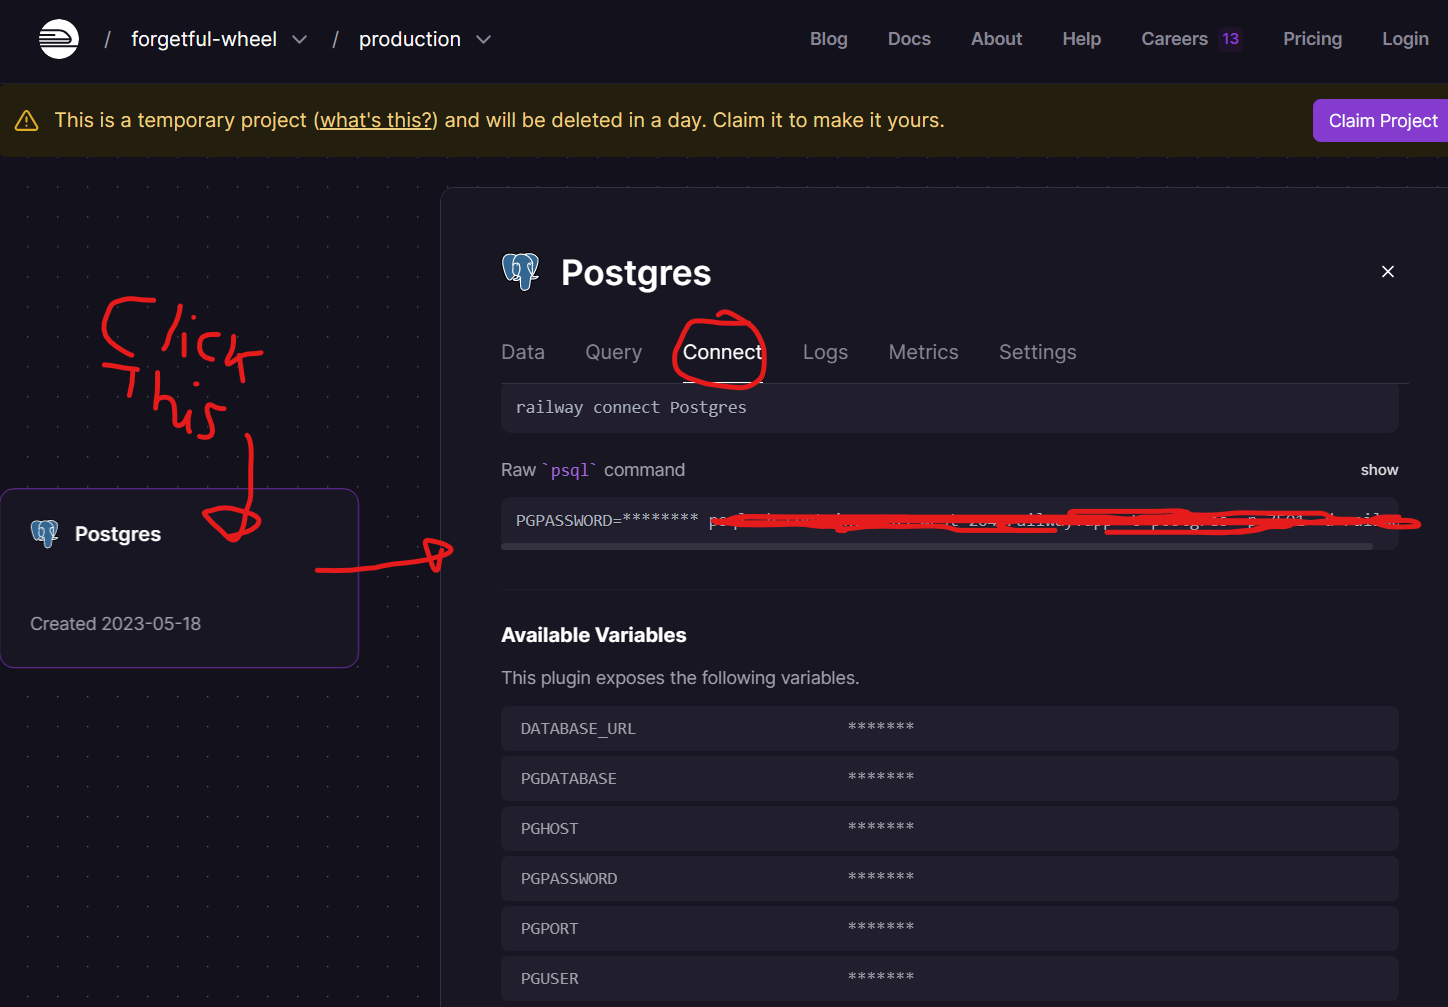 / forgetful-wheel / production Blog Docs About Help Careers 13 Pricing Login
This is a temporary project (what's this?) and will be deleted in a day. Claim it to make it yours. Claim Project
Click
This
Postgres
Created 2023-05-18
Postgres
Data Query Connect Logs Metrics Settings
railway connect Postgres
Raw `psql` command show
PGPASSWORD=********
Available Variables
This plugin exposes the following variables.
DATABASE_URL *******
PGDATABASE *******
PGHOST *******
PGPASSWORD *******
PGPORT *******
PGUSER *******